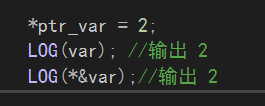 *ptr_var = 2;
LOG(var); //输出 2
LOG(*&var);//输出 2